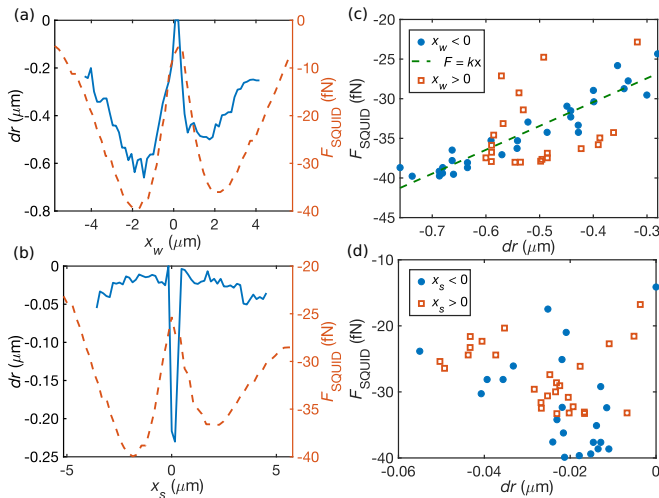 (a)
0
-0.2
-0.4
-0.6
-0.8
dr (μm)
-4
-2
0
2
4
x_w (μm)
0
-10
-20
-30
-40
F_SQUID (fN)
(b)
0
-0.05
-0.10
-0.15
-0.20
-0.25
dr (μm)
-5
0
5
x_s (μm)
-20
-25
-30
-35
-40
F_SQUID (fN)
(c)
-20
-25
-30
-35
-40
-45
F_SQUID (fN)
x_w < 0
F = kx
x_w > 0
-0.7
-0.6
-0.5
-0.4
-0.3
dr (μm)
(d)
-10
-20
-30
-40
F_SQUID (fN)
x_s < 0
x_s > 0
-0.06
-0.04
-0.02
0
dr (μm)